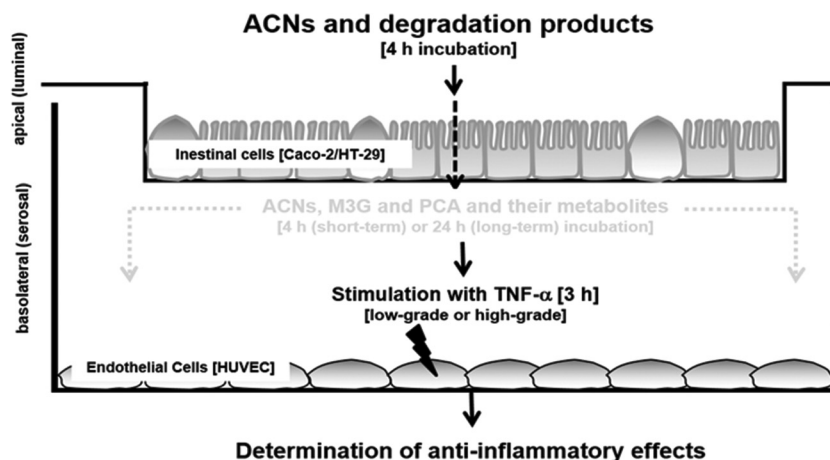 ACNs and degradation products
[4 h incubation]
apical (luminal)
Inestinal cells [Caco-2/HT-29]
ACNs, M3G and PCA and their metabolites
[4 h (short-term) or 24 h (long-term) incubation]
basolateral (serosal)
Stimulation with TNF-α [3 h]
[low-grade or high-grade]
Endothelial Cells [HUVEC]
Determination of anti-inflammatory effects